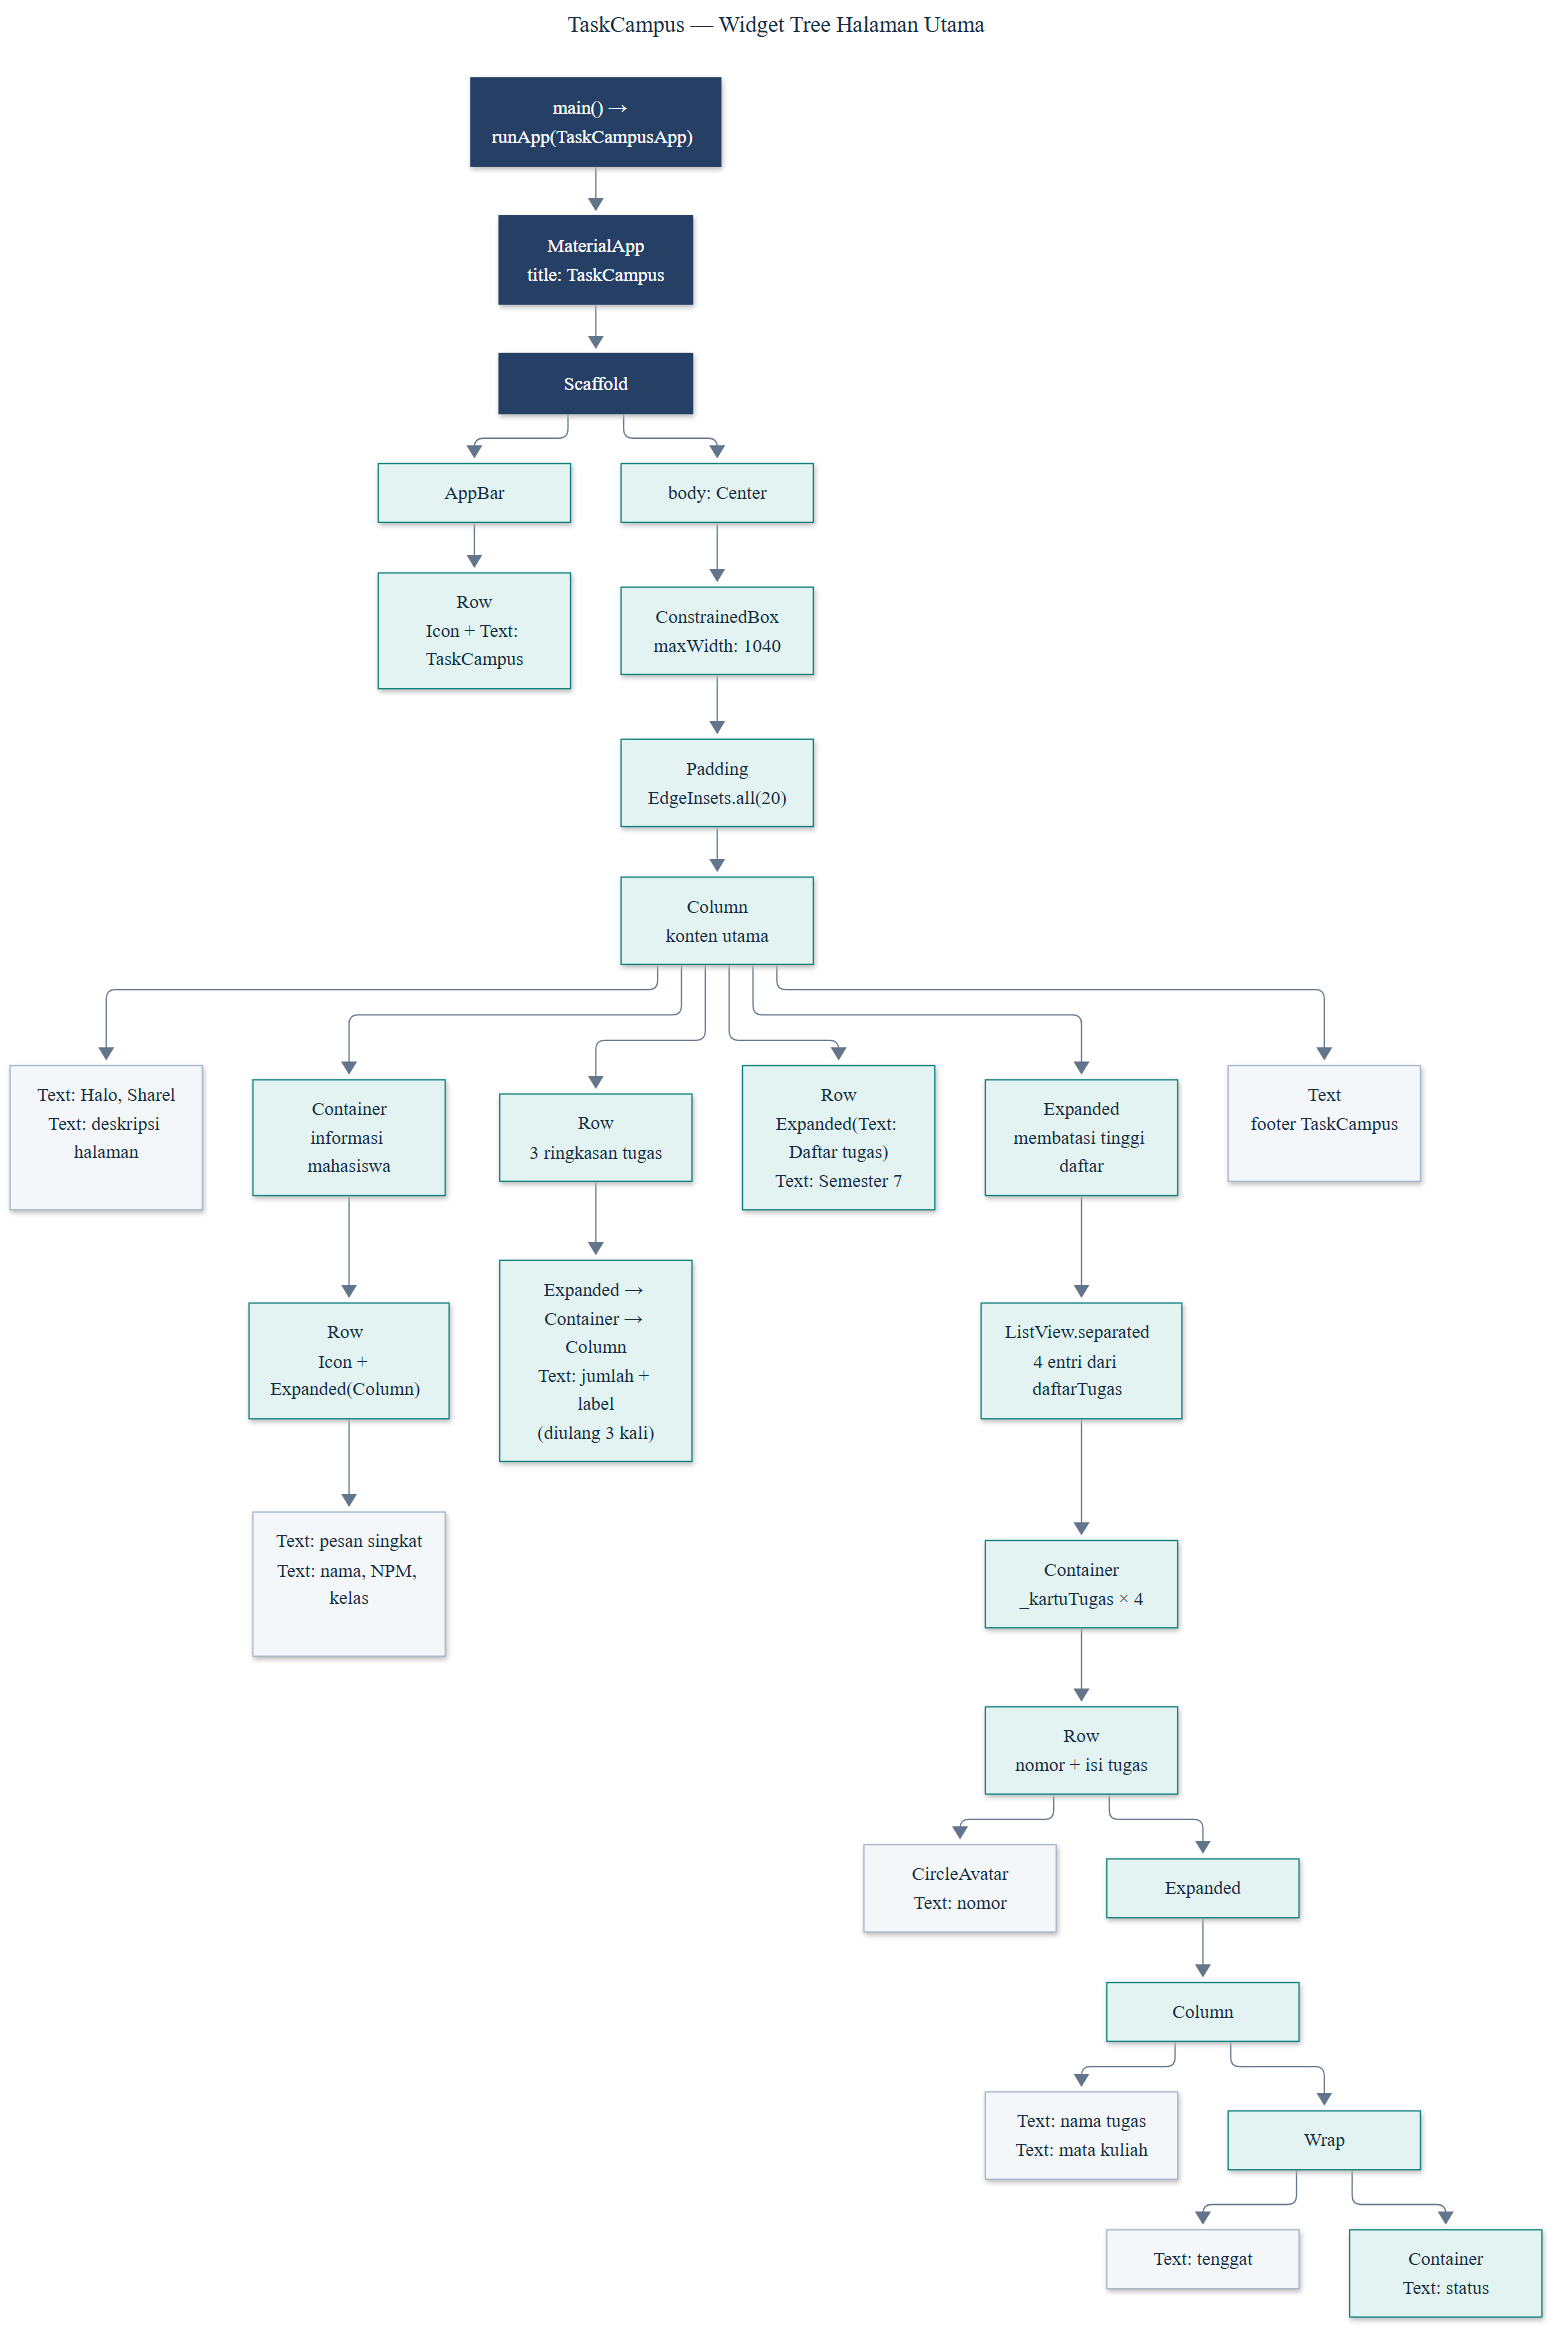 TaskCampus — Widget Tree Halaman Utama
main() →
runApp(TaskCampusApp)
MaterialApp
title: TaskCampus
Scaffold
AppBar
body: Center
Row
Icon + Text:
TaskCampus
ConstrainedBox
maxWidth: 1040
Padding
EdgeInsets.all(20)
Column
konten utama
Text: Halo, Sharel
Text: deskripsi
halaman
Container
informasi
mahasiswa
Row
3 ringkasan tugas
Row
Expanded(Text:
Daftar tugas)
Text: Semester 7
Expanded
membatasi tinggi
daftar
Text
footer TaskCampus
Row
Icon +
Expanded(Column)
Expanded →
Container →
Column
Text: jumlah +
label
(diulang 3 kali)
ListView.separated
4 entri dari
daftarTugas
Text: pesan singkat
Text: nama, NPM,
kelas
Container
_kartuTugas × 4
Row
nomor + isi tugas
CircleAvatar
Text: nomor
Expanded
Column
Text: nama tugas
Text: mata kuliah
Wrap
Text: tenggat
Container
Text: status